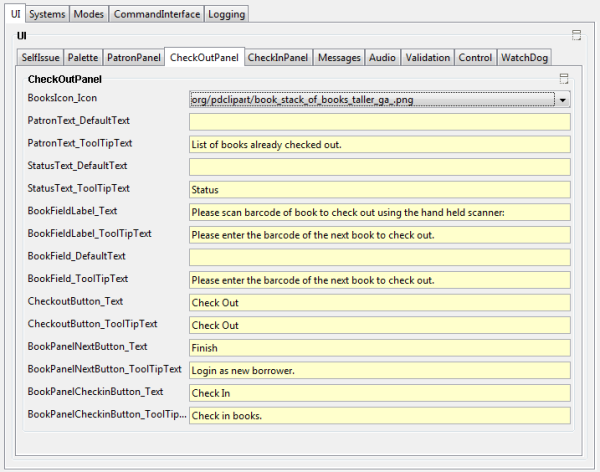 UI Systems Modes CommandInterface Logging
UI
SelfIssue Palette PatronPanel CheckOutPanel CheckInPanel Messages Audio Validation Control WatchDog
CheckOutPanel
BooksIcon_Icon org/pdclipart/book_stack_of_books_taller_ga_.png
PatronText_DefaultText
PatronText_ToolTipText List of books already checked out.
StatusText_DefaultText
StatusText_ToolTipText Status
BookFieldLabel_Text Please scan barcode of book to check out using the hand held scanner:
BookFieldLabel_ToolTipText Please enter the barcode of the next book to check out.
BookField_DefaultText
BookField_ToolTipText Please enter the barcode of the next book to check out.
CheckoutButton_Text Check Out
CheckoutButton_ToolTipText Check Out
BookPanelNextButton_Text Finish
BookPanelNextButton_ToolTipText Login as new borrower.
BookPanelCheckinButton_Text Check In
BookPanelCheckinButton_ToolTip... Check in books.